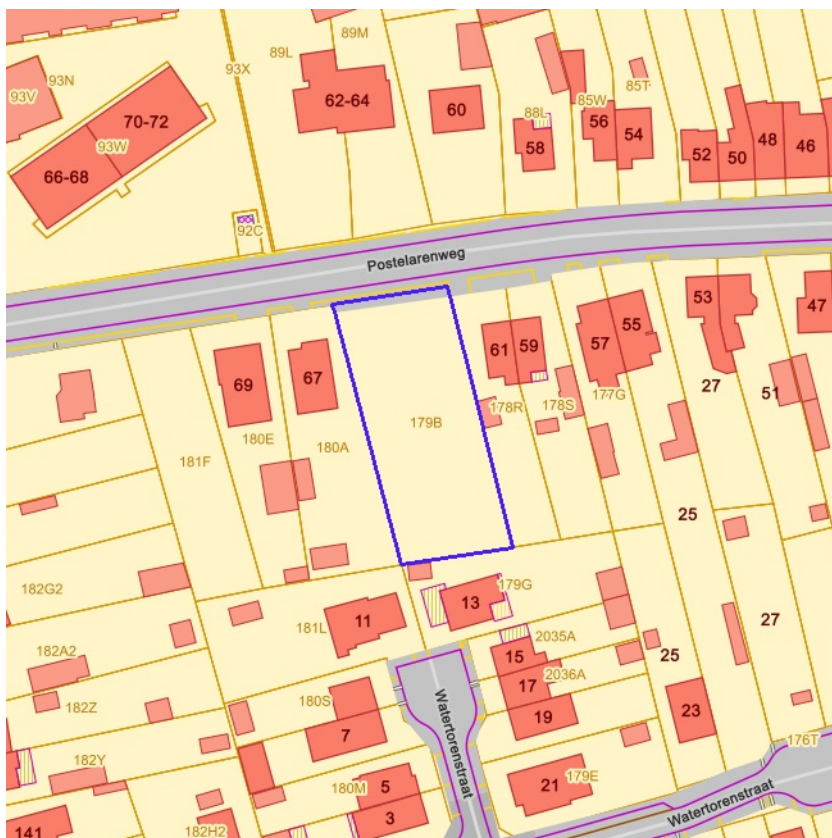 89M
89L
93X
93N
93V
62-64
60
85T
85W
88L
70-72
93W
66-68
56
54
58
52
50
48
46
92C
Postelarenweg
53
47
55
61
59
57
67
69
27
51
178R
177G
178S
179B
180E
180A
181F
25
182G2
179G
13
11
181L
27
2035A
15
182A2
25
2036A
17
180S
182Z
19
23
7
Watertorenstraat
176T
182Y
21
179E
5
180M
Watertorenstraat
3
141
182H2